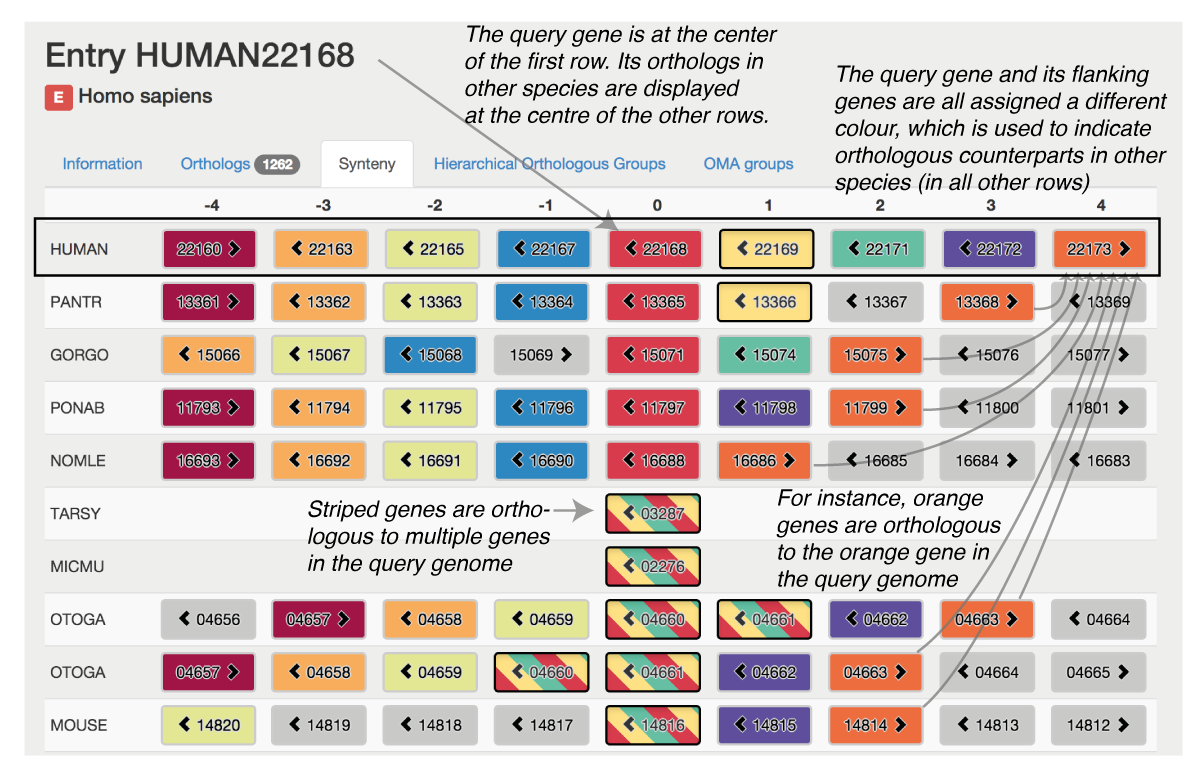 Entry HUMAN22168
E Homo sapiens
The query gene is at the center
of the first row. Its orthologs in
other species are displayed
at the centre of the other rows.
The query gene and its flanking
genes are all assigned a different
colour, which is used to indicate
orthologous counterparts in other
species (in all other rows)
Information Orthologs 1262 Synteny Hierarchical Orthologous Groups OMA groups
-4 -3 -2 -1 0 1 2 3 4
HUMAN 22160 22163 22165 22167 22168 22169 22171 22172 22173
PANTR 13361 13362 13363 13364 13365 13366 13367 13368 13369
GORGO 15066 15067 15068 15069 15071 15074 15075 15076 15077
PONAB 11793 11794 11795 11796 11797 11798 11799 11800 11801
NOMLE 16693 16692 16691 16690 16688 16686 16685 16684 16683
TARSY 03287
Striped genes are ortho-
logous to multiple genes
in the query genome
For instance, orange
genes are orthologous
to the orange gene in
the query genome
MICMU 02276
OTOGA 04656 04657 04658 04659 04660 04661 04662 04663 04664
OTOGA 04657 04658 04659 04660 04661 04662 04663 04664 04665
MOUSE 14820 14819 14818 14817 14816 14815 14814 14813 14812